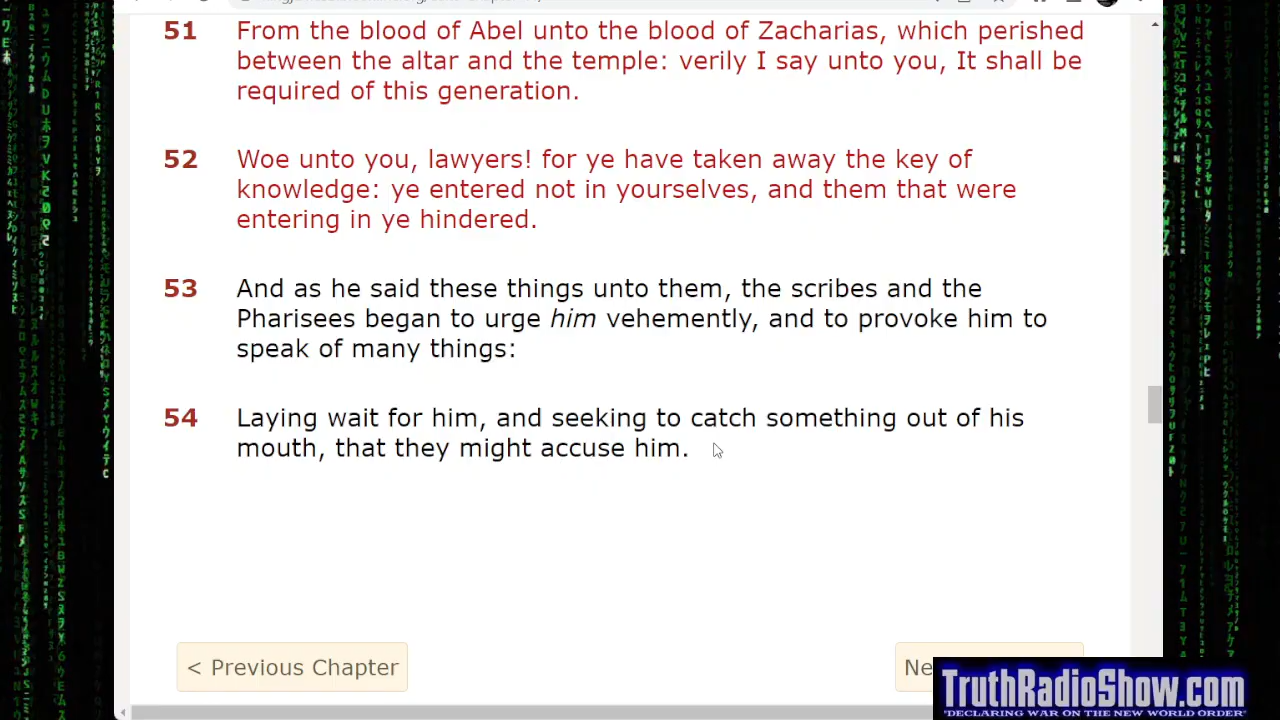 51 From the blood of Abel unto the blood of Zacharias, which perished
between the altar and the temple: verily I say unto you, It shall be
required of this generation.
52 Woe unto you, lawyers! for ye have taken away the key of
knowledge: ye entered not in yourselves, and them that were
entering in ye hindered.
53 And as he said these things unto them, the scribes and the
Pharisees began to urge him vehemently, and to provoke him to
speak of many things:
54 Laying wait for him, and seeking to catch something out of his
mouth, that they might accuse him.
< Previous Chapter
TruthRadioShow.com
"DECLARING WAR ON THE NEW WORLD ORDER"